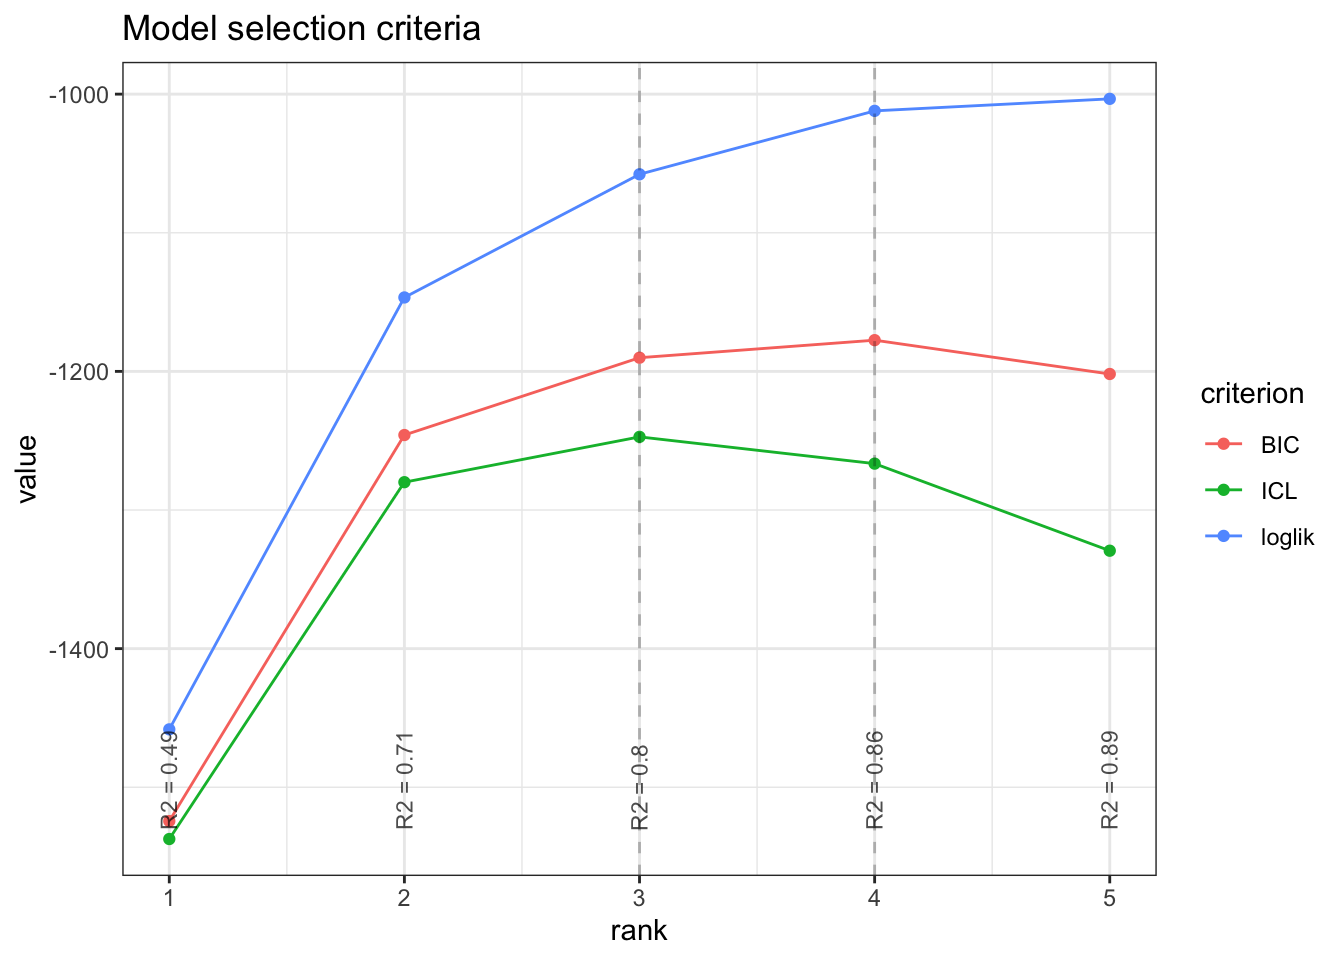 Model selection criteria
-1000
-1200
-1400
value
R2 = 0.49
R2 = 0.71
R2 = 0.8
R2 = 0.86
R2 = 0.89
1
2
3
4
5
rank
criterion
BIC
ICL
loglik